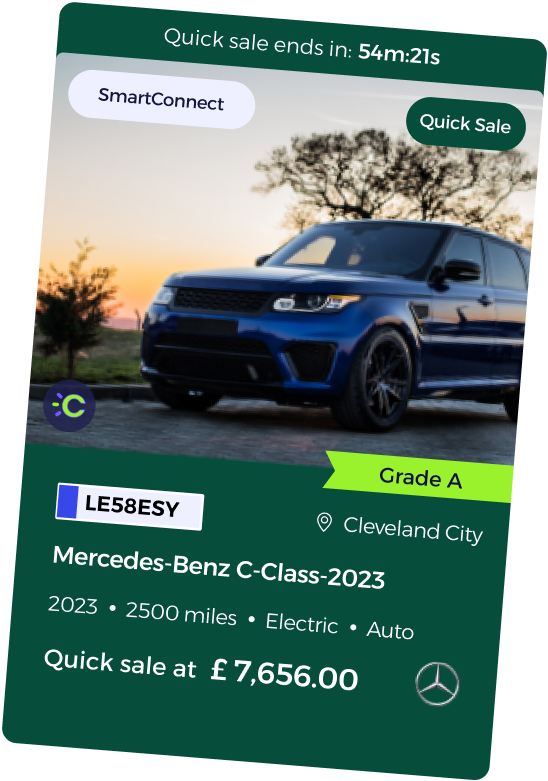 Quick sale ends in: 54m:21s
SmartConnect
Quick Sale
Grade A
LE58ESY
Cleveland City
Mercedes-Benz C-Class-2023
2023 • 2500 miles • Electric • Auto
Quick sale at £ 7,656.00